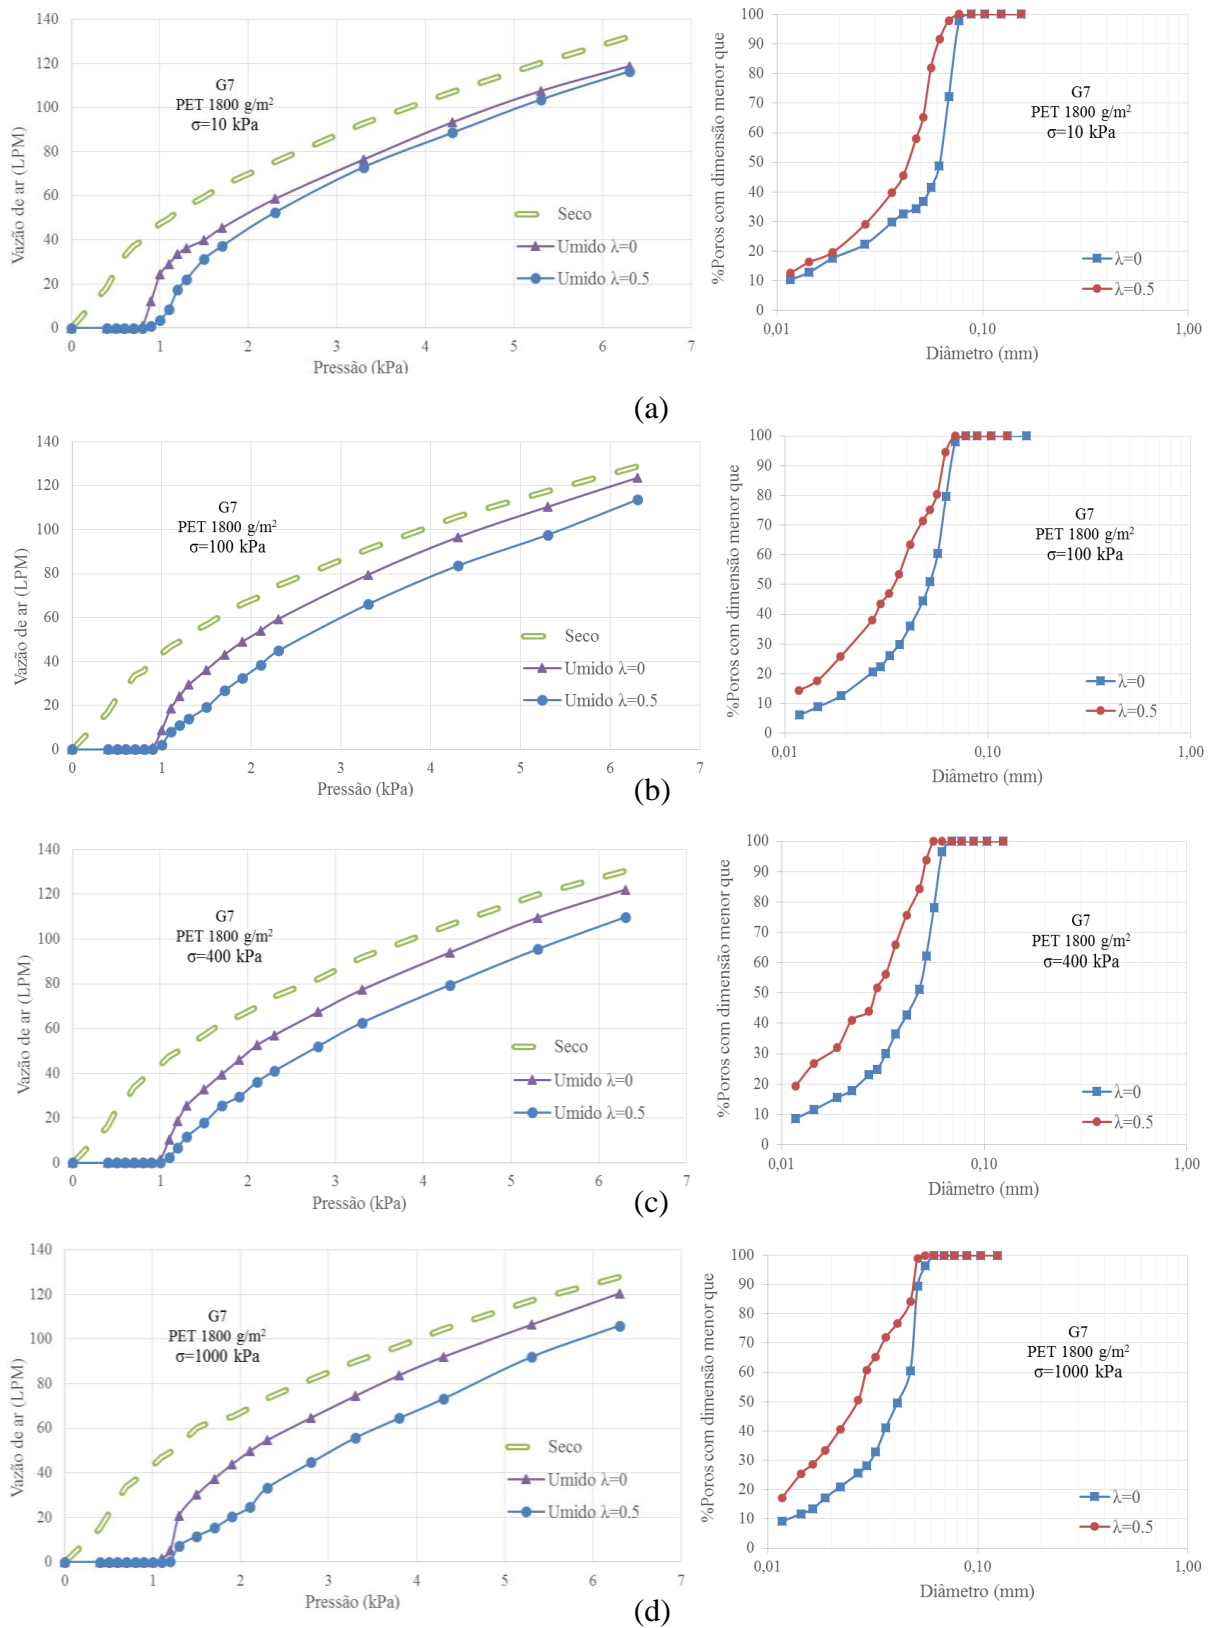 140
120
100
80
60
40
20
0
Vazão de ar (LPM)
G7
PET 1800 g/m²
σ=10 kPa
Seco
Umido λ=0
Umido λ=0.5
0 1 2 3 4 5 6 7
Pressão (kPa)
100
90
80
70
60
50
40
30
20
10
0
%Poros com dimensão menor que
G7
PET 1800 g/m²
σ=10 kPa
λ=0
λ=0.5
0,01 0,10 1,00
Diâmetro (mm)
(a)
140
120
100
80
60
40
20
0
Vazão de ar (LPM)
G7
PET 1800 g/m²
σ=100 kPa
Seco
Umido λ=0
Umido λ=0.5
0 1 2 3 4 5 6 7
Pressão (kPa)
100
90
80
70
60
50
40
30
20
10
0
%Poros com dimensão menor que
G7
PET 1800 g/m²
σ=100 kPa
λ=0
λ=0.5
0,01 0,10 1,00
Diâmetro (mm)
(b)
140
120
100
80
60
40
20
0
Vazão de ar (LPM)
G7
PET 1800 g/m²
σ=400 kPa
Seco
Umido λ=0
Umido λ=0.5
0 1 2 3 4 5 6 7
Pressão (kPa)
100
90
80
70
60
50
40
30
20
10
0
%Poros com dimensão menor que
G7
PET 1800 g/m²
σ=400 kPa
λ=0
λ=0.5
0,01 0,10 1,00
Diâmetro (mm)
(c)
140
120
100
80
60
40
20
0
Vazão de ar (LPM)
G7
PET 1800 g/m²
σ=1000 kPa
Seco
Umido λ=0
Umido λ=0.5
0 1 2 3 4 5 6 7
Pressão (kPa)
100
90
80
70
60
50
40
30
20
10
0
%Poros com dimensão menor que
G7
PET 1800 g/m²
σ=1000 kPa
λ=0
λ=0.5
0,01 0,10 1,00
Diâmetro (mm)
(d)